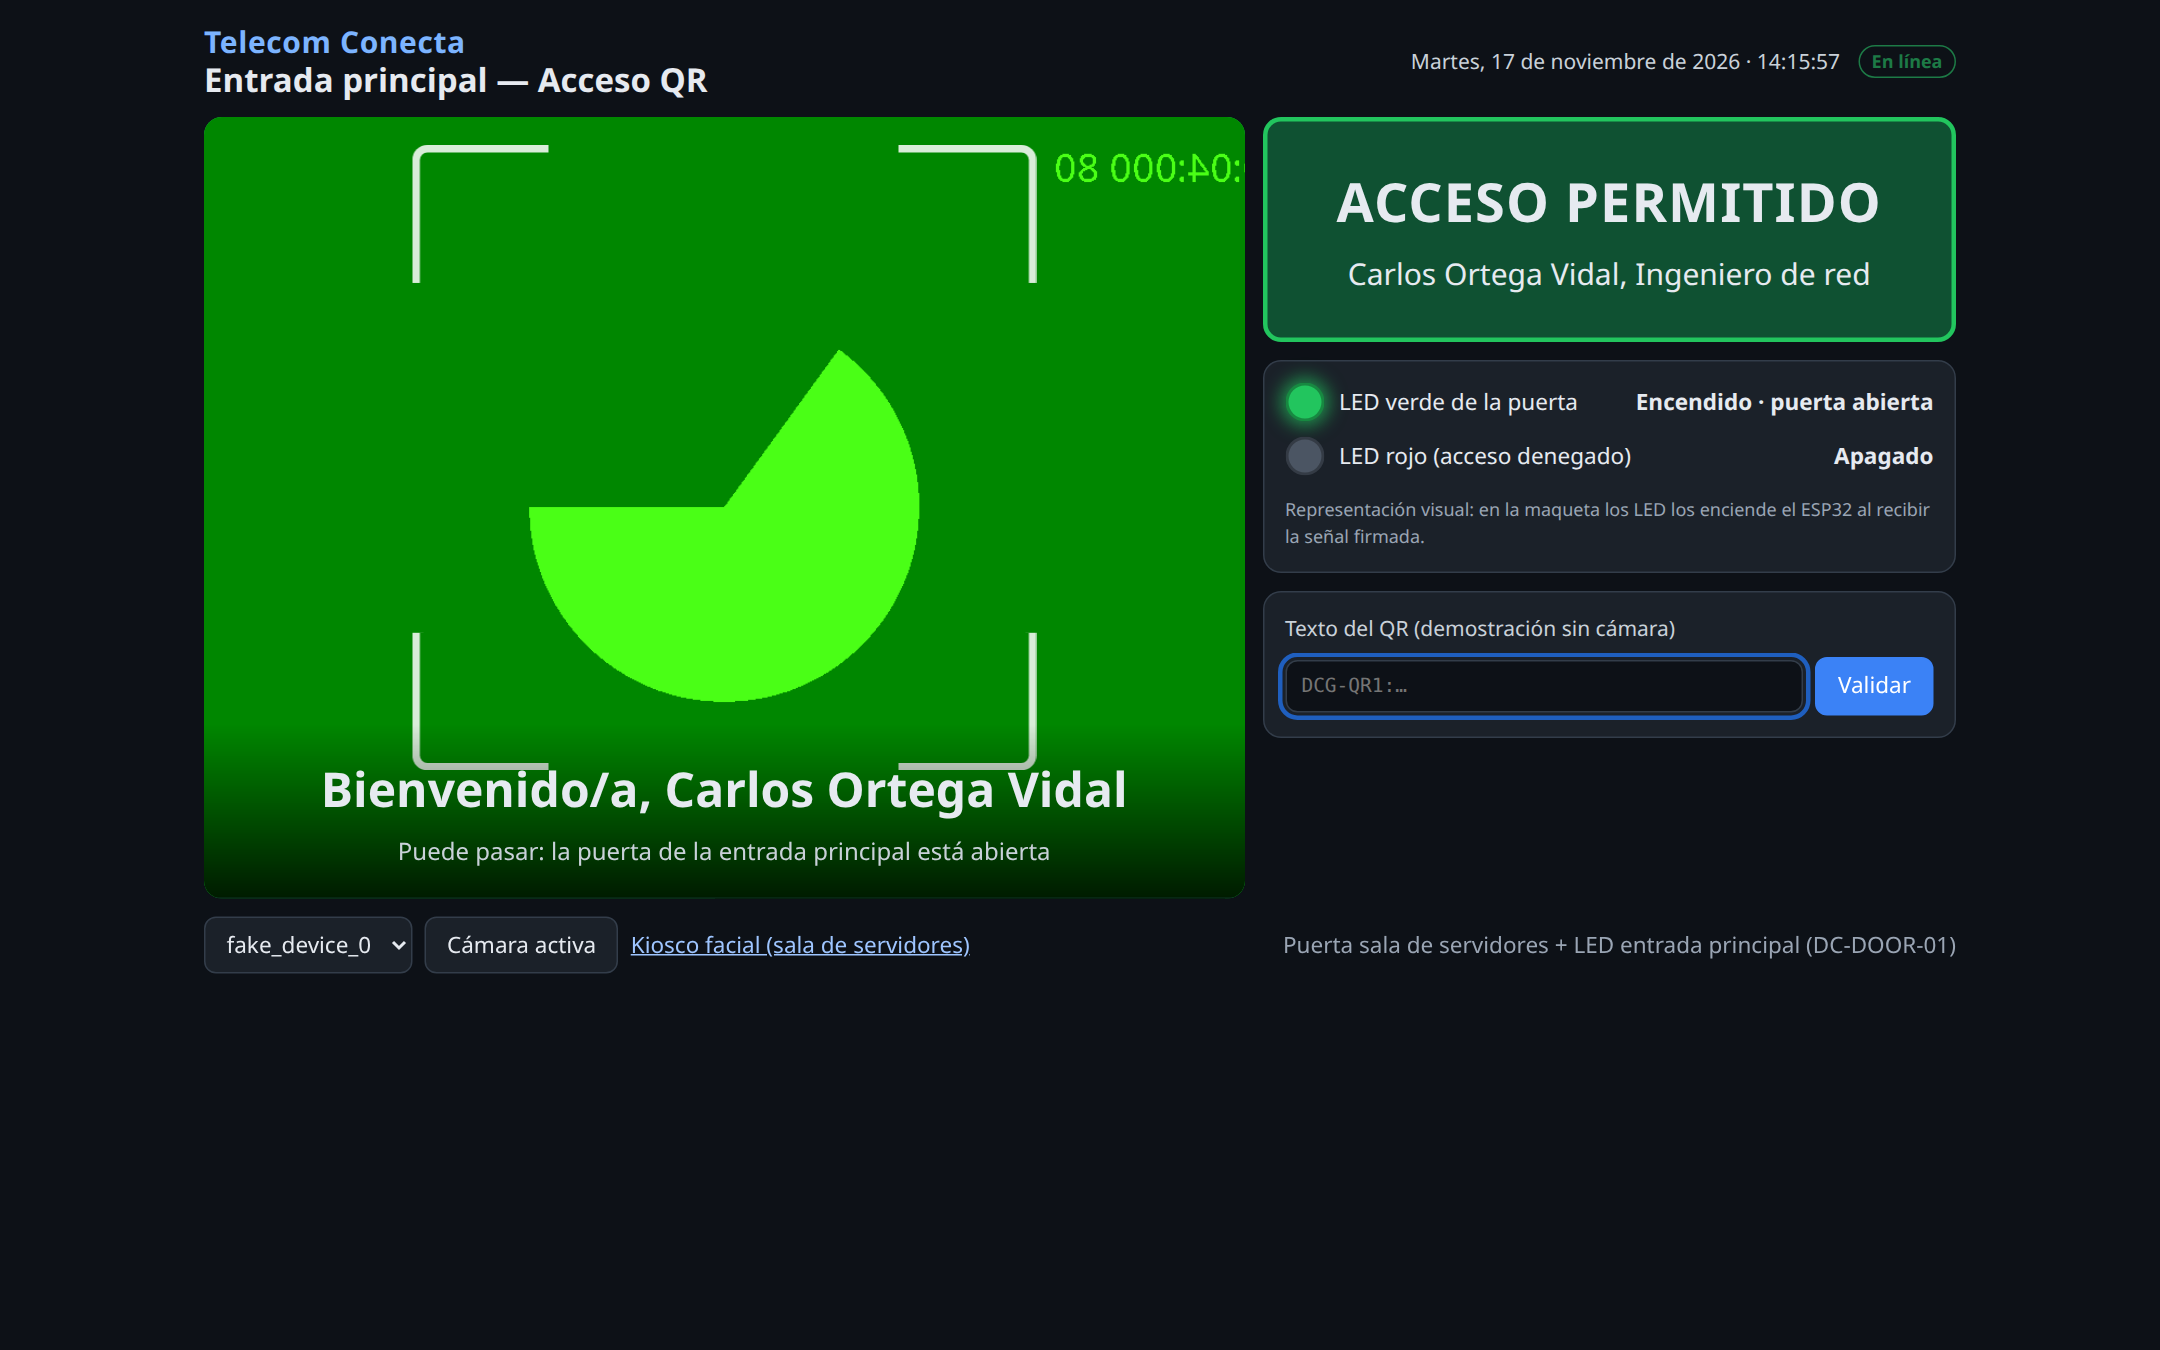 Telecom Conecta
Entrada principal — Acceso QR
Martes, 17 de noviembre de 2026 · 14:15:57
En línea
:04:000 80
Bienvenido/a, Carlos Ortega Vidal
Puede pasar: la puerta de la entrada principal está abierta
ACCESO PERMITIDO
Carlos Ortega Vidal, Ingeniero de red
LED verde de la puerta Encendido · puerta abierta
LED rojo (acceso denegado) Apagado
Representación visual: en la maqueta los LED los enciende el ESP32 al recibir
la señal firmada.
Texto del QR (demostración sin cámara)
DCG-QR1:…
Validar
fake_device_0
Cámara activa
Kiosco facial (sala de servidores)
Puerta sala de servidores + LED entrada principal (DC-DOOR-01)